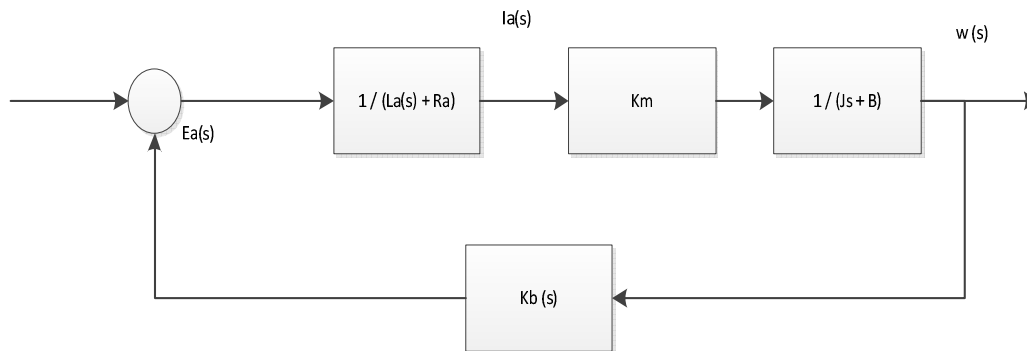 Ia(s)
w (s)
1 / (La(s) + Ra)
Km
1 / (Js + B)
Ea(s)
Kb (s)